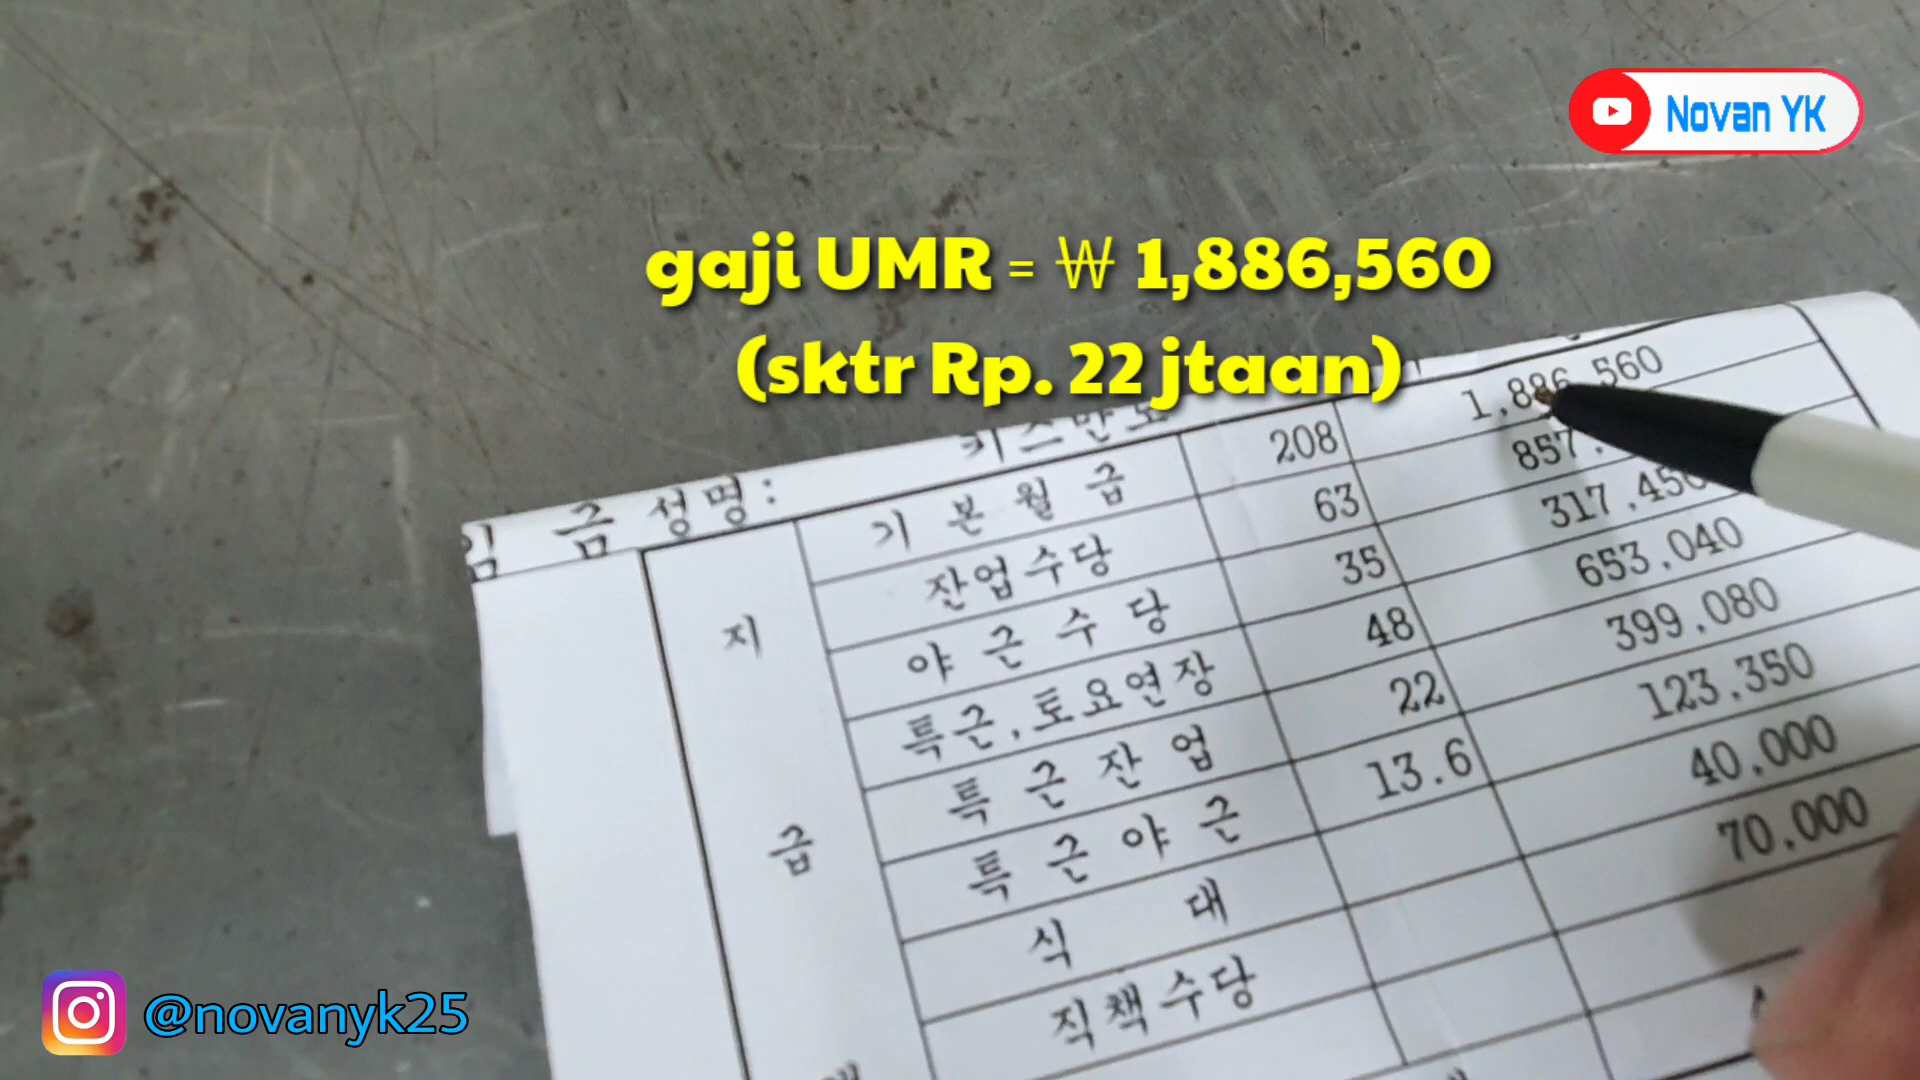 Novan YK
gaji UMR = ₩ 1,886,560
(sktr Rp. 22 jtaan)
금 성명:
기 본 월 급 208 1,886,560
잔업수당 63
야 근 수 당 35
특근,토요연장 48 653,040
특 근 잔 업 22 399,080
특 근 야 근 13.6 123,350
식 대 40,000
직책수당 70,000
지
급
@novanyk25